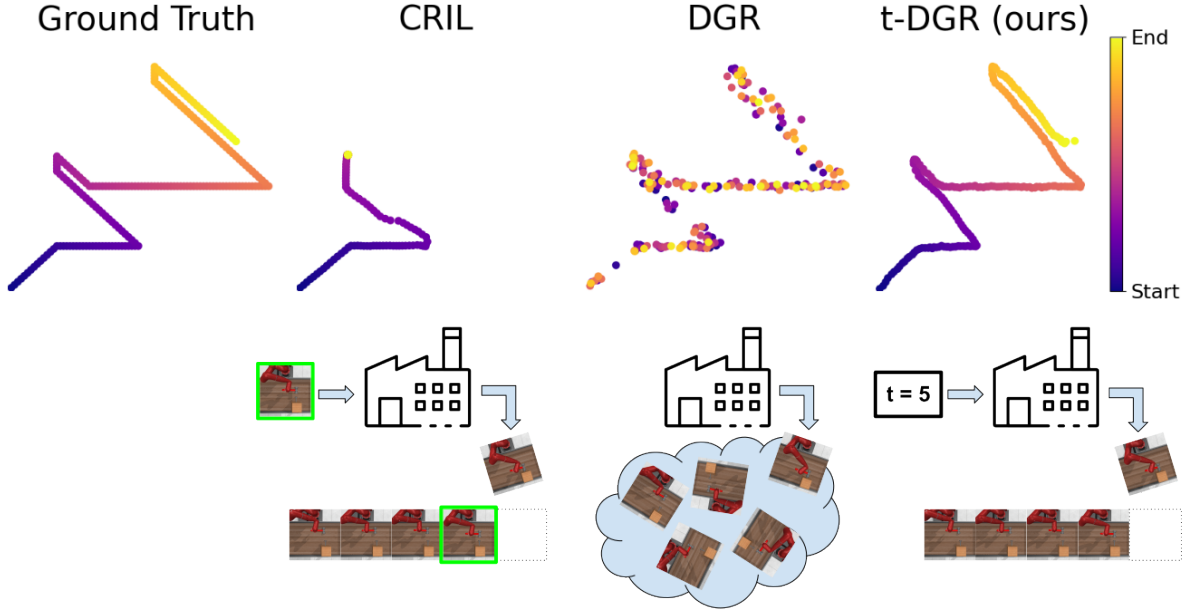 Ground Truth
CRIL
DGR
t-DGR (ours)
End
Start
t = 5